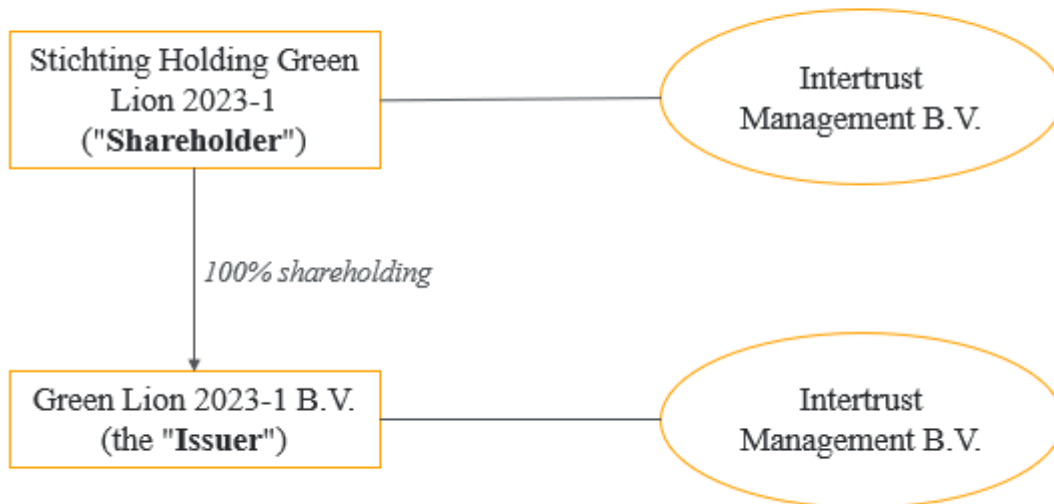 Stichting Holding Green
Lion 2023-1
("Shareholder")
Intertrust
Management B.V.
100% shareholding
Green Lion 2023-1 B.V.
(the "Issuer")
Intertrust
Management B.V.